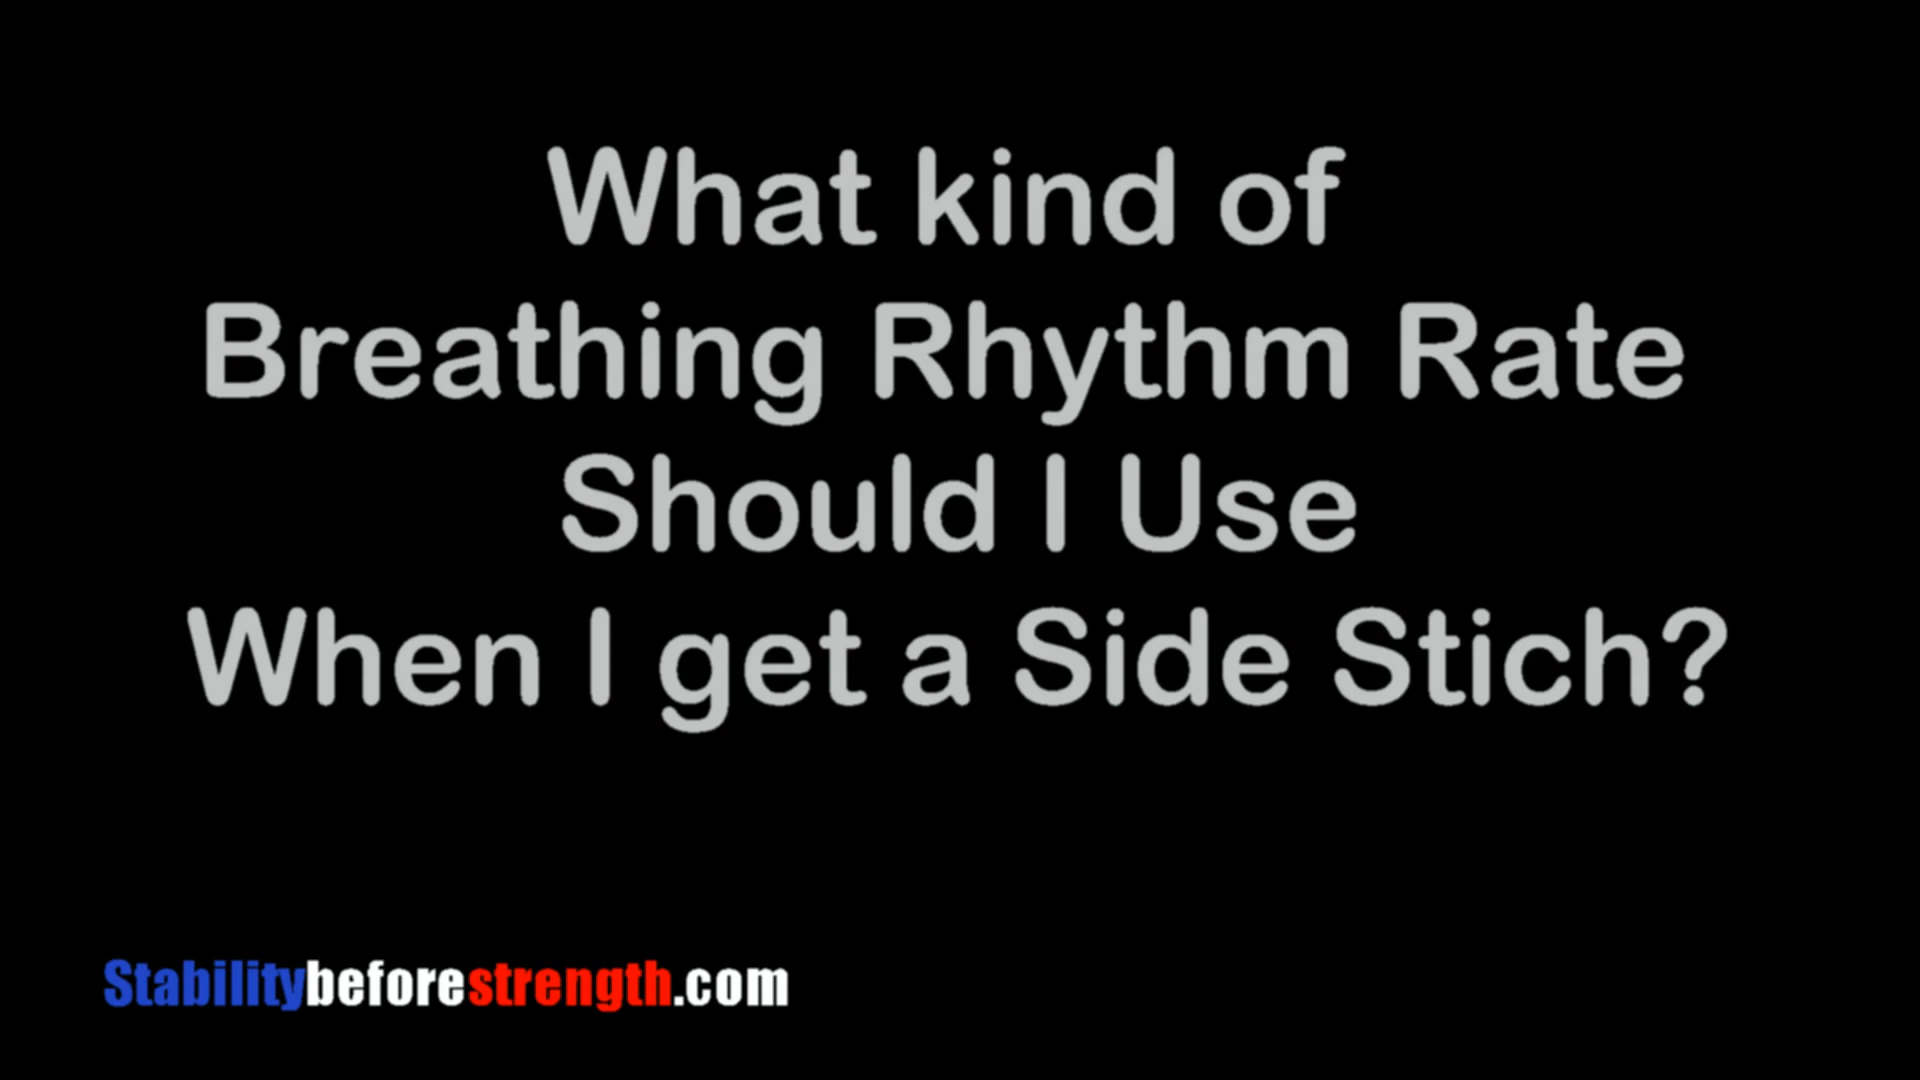 What kind of
Breathing Rhythm Rate
Should I Use
When I get a Side Stich?
Stabilitybeforestrength.com